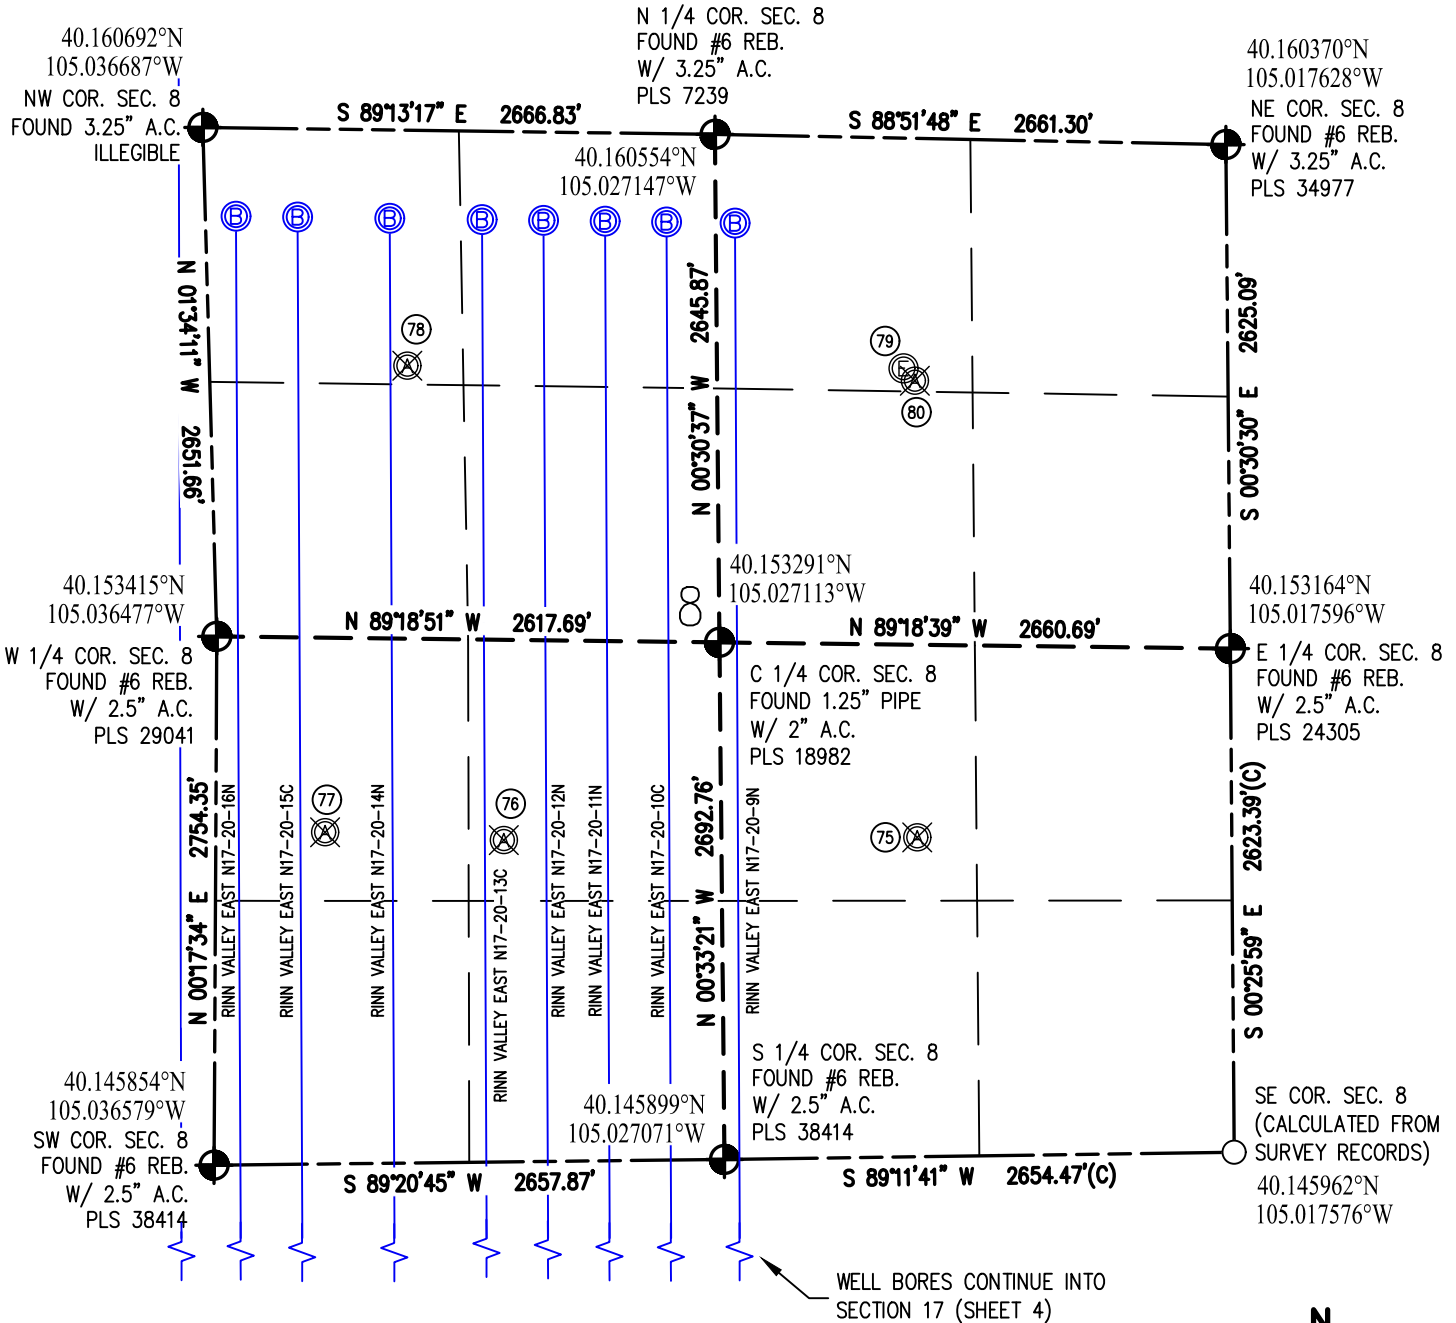 N 1/4 COR. SEC. 8
FOUND #6 REB.
W/ 3.25" A.C.
PLS 7239
40.160692°N
105.036687°W
NW COR. SEC. 8
FOUND 3.25" A.C.
ILLEGIBLE
40.160370°N
105.017628°W
NE COR. SEC. 8
FOUND #6 REB.
W/ 3.25" A.C.
PLS 34977
S 89°13'17" E 2666.83'
S 88°51'48" E 2661.30'
40.160554°N
105.027147°W
B
B
B
B
B
B
B
B
N 01°34'11" W 2651.66'
N 00°30'37" W 2645.87'
S 00°30'30" E 2625.09'
78
A
79
E
A
80
40.153415°N
105.036477°W
W 1/4 COR. SEC. 8
FOUND #6 REB.
W/ 2.5" A.C.
PLS 29041
N 89°18'51" W 2617.69'
8
40.153291°N
105.027113°W
N 89°18'39" W 2660.69'
C 1/4 COR. SEC. 8
FOUND 1.25" PIPE
W/ 2" A.C.
PLS 18982
40.153164°N
105.017596°W
E 1/4 COR. SEC. 8
FOUND #6 REB.
W/ 2.5" A.C.
PLS 24305
N 00°17'34" E 2754.35'
RINN VALLEY EAST N17-20-16N
RINN VALLEY EAST N17-20-15C
77
A
RINN VALLEY EAST N17-20-14N
76
A
RINN VALLEY EAST N17-20-13C
RINN VALLEY EAST N17-20-12N
RINN VALLEY EAST N17-20-11N
RINN VALLEY EAST N17-20-10C
N 00°33'21" W 2692.76'
RINN VALLEY EAST N17-20-9N
75
A
S 00°25'59" E 2623.39'(C)
40.145854°N
105.036579°W
SW COR. SEC. 8
FOUND #6 REB.
W/ 2.5" A.C.
PLS 38414
S 89°20'45" W 2657.87'
40.145899°N
105.027071°W
S 1/4 COR. SEC. 8
FOUND #6 REB.
W/ 2.5" A.C.
PLS 38414
S 89°11'41" W 2654.47'(C)
SE COR. SEC. 8
(CALCULATED FROM
SURVEY RECORDS)
40.145962°N
105.017576°W
WELL BORES CONTINUE INTO
SECTION 17 (SHEET 4)
N